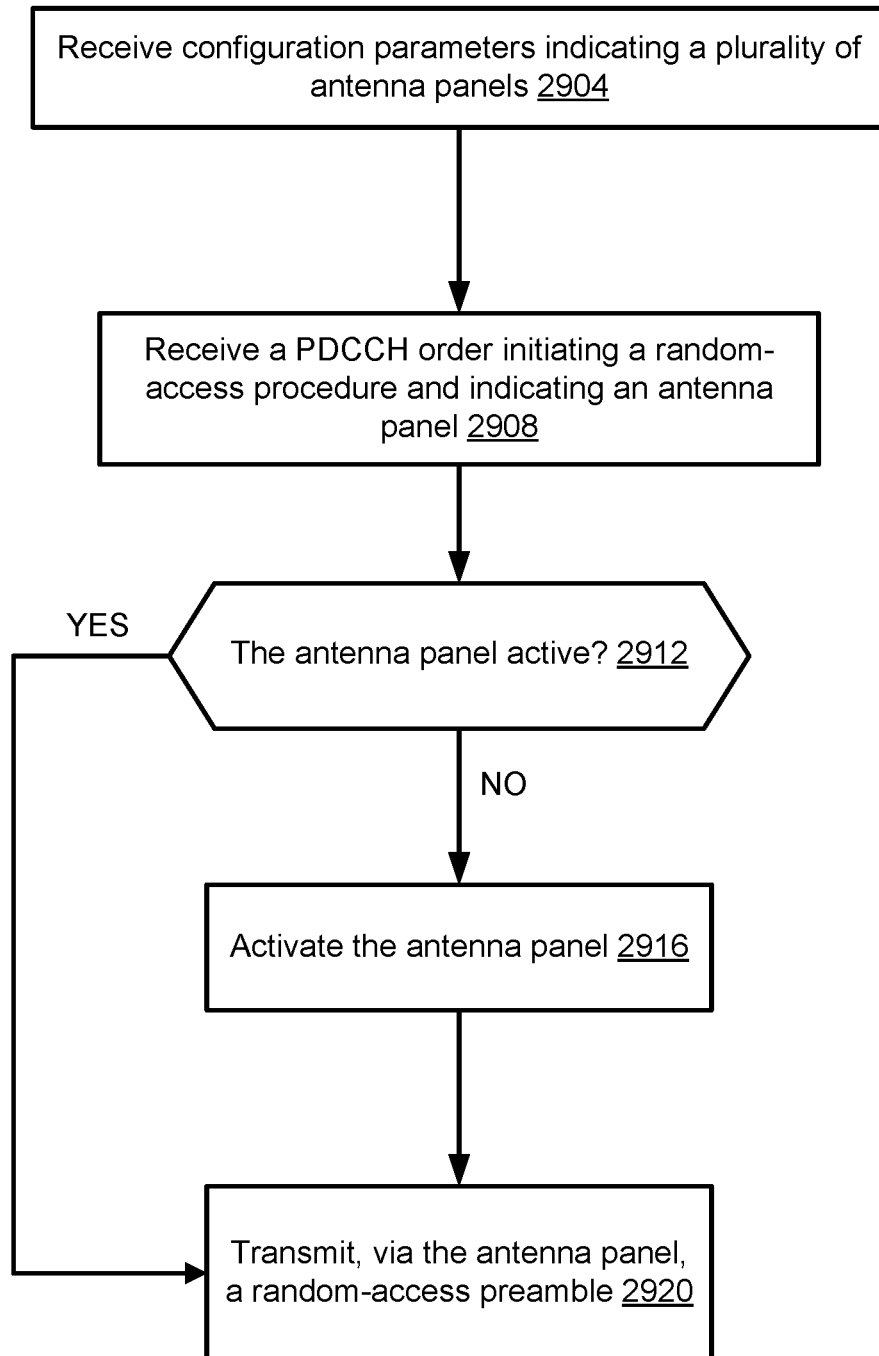 Receive configuration parameters indicating a plurality of
antenna panels 2904
Receive a PDCCH order initiating a random-
access procedure and indicating an antenna
panel 2908
YES
The antenna panel active? 2912
NO
Activate the antenna panel 2916
Transmit, via the antenna panel,
a random-access preamble 2920